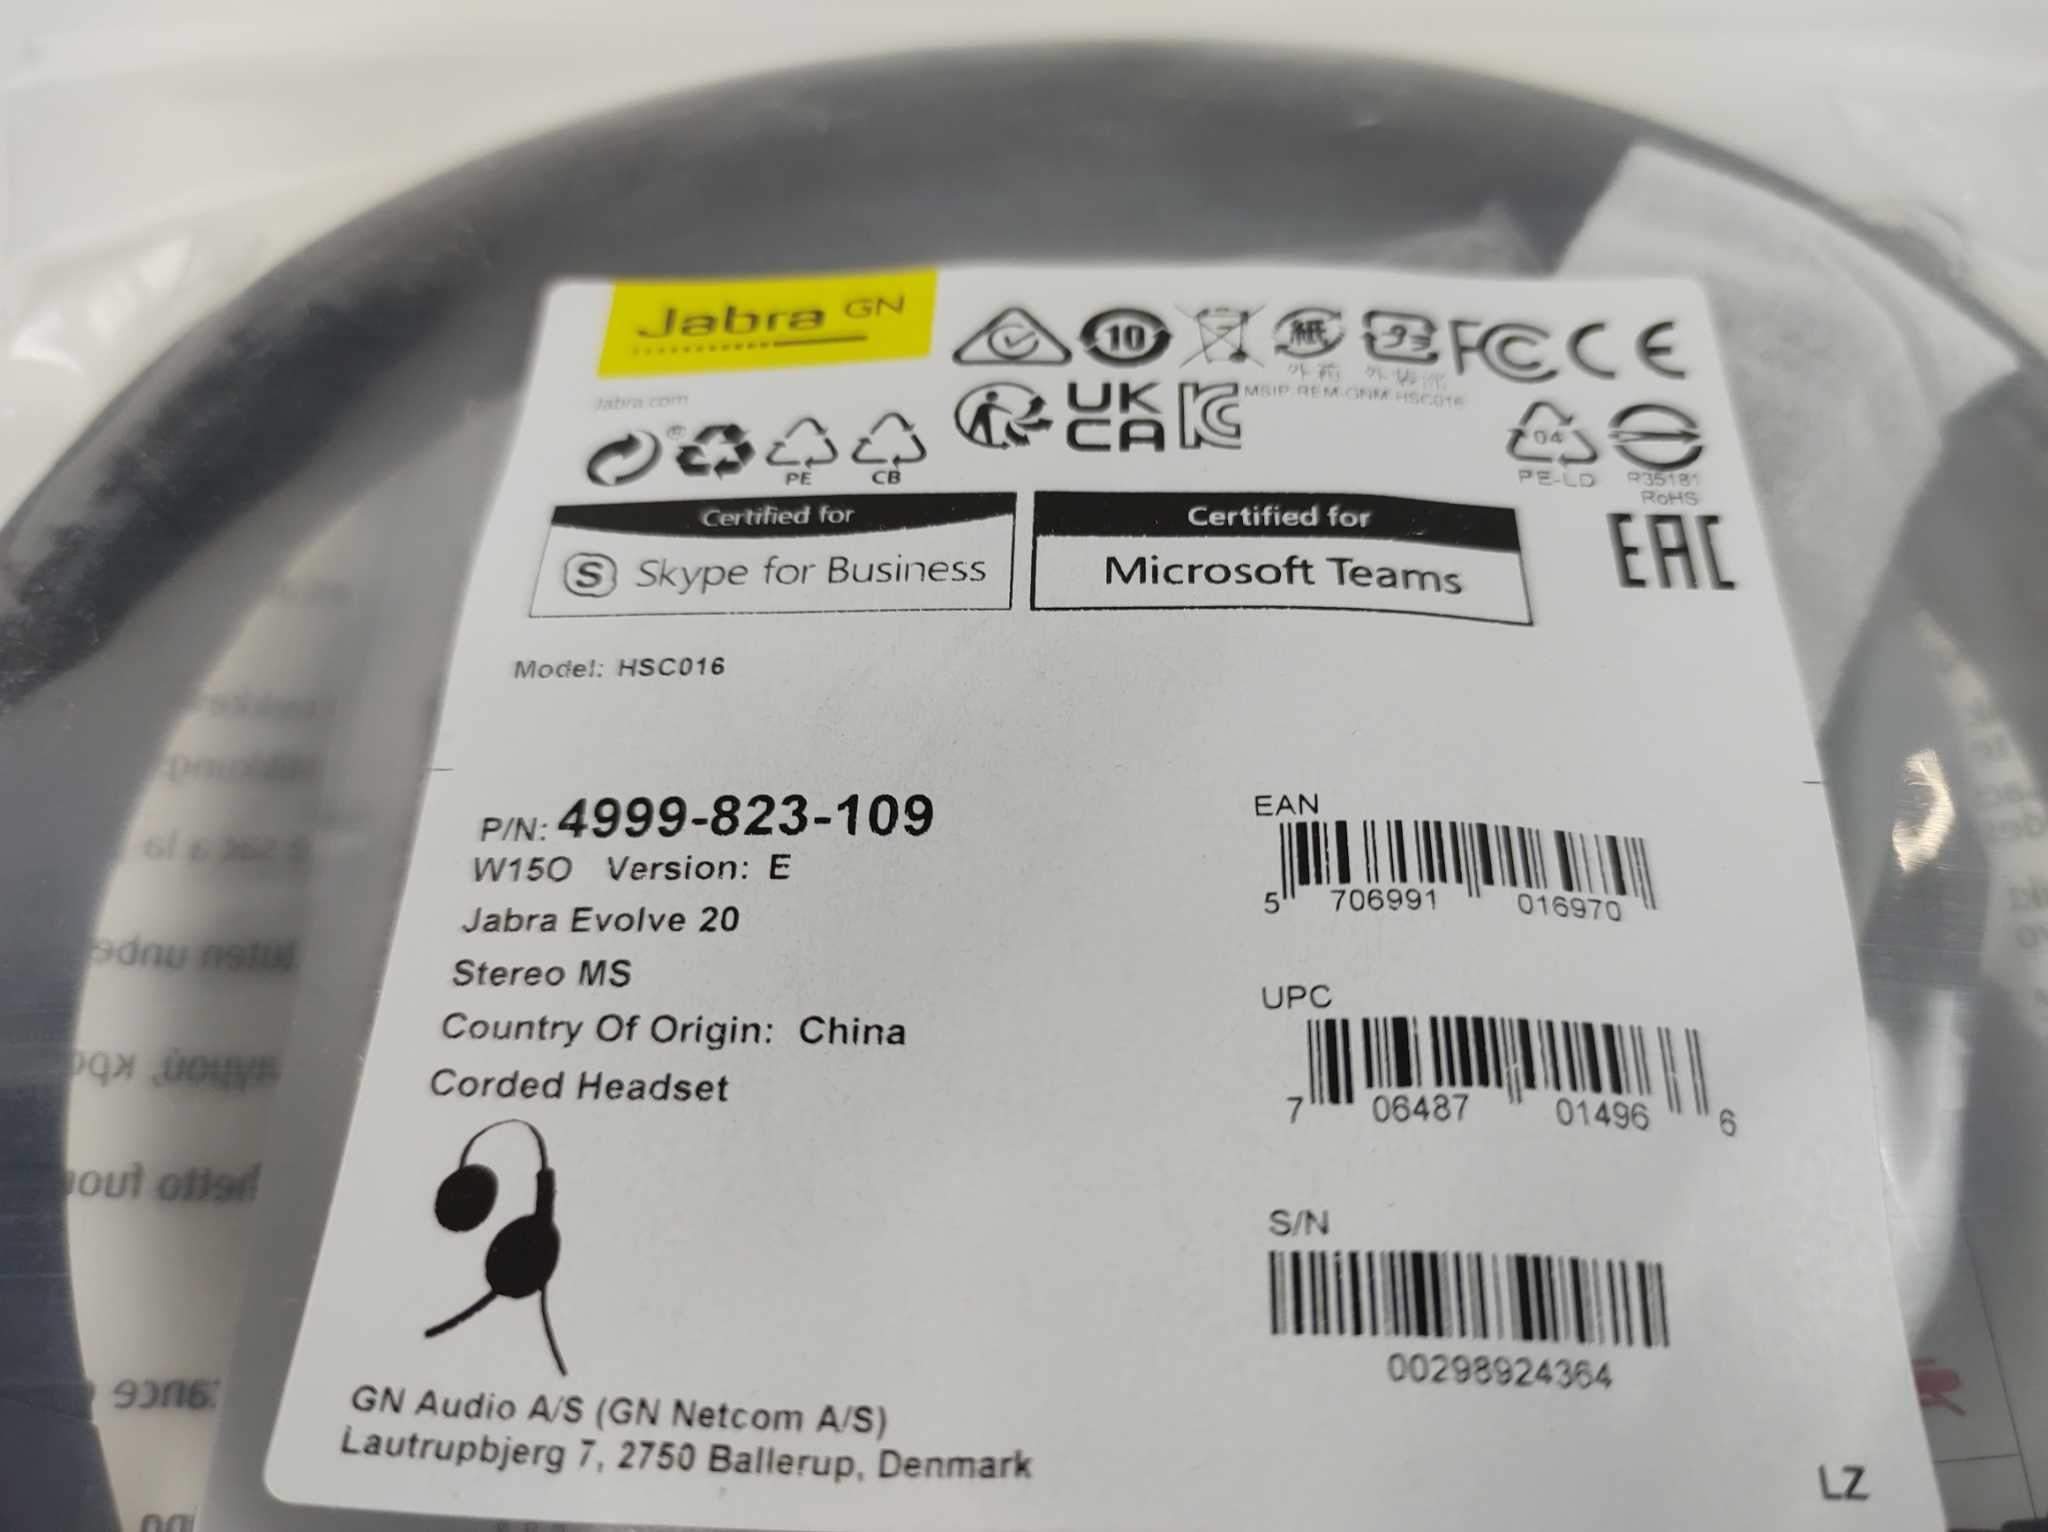 Jabra GN
Jabra.com
10
紙
MSIP-REM-GNM-HSC016
UK
CA
PE
CB
04
PE-LD
R35181
RoHS
Certified for
Skype for Business
Certified for
Microsoft Teams
EAC
Model: HSC016
P/N: 4999-823-109
W15O Version: E
Jabra Evolve 20
Stereo MS
Country Of Origin: China
Corded Headset
GN Audio A/S (GN Netcom A/S)
Lautrupbjerg 7, 2750 Ballerup, Denmark
EAN
5 706991 016970
UPC
7 06487 01496 6
S/N
00298924364
LZ